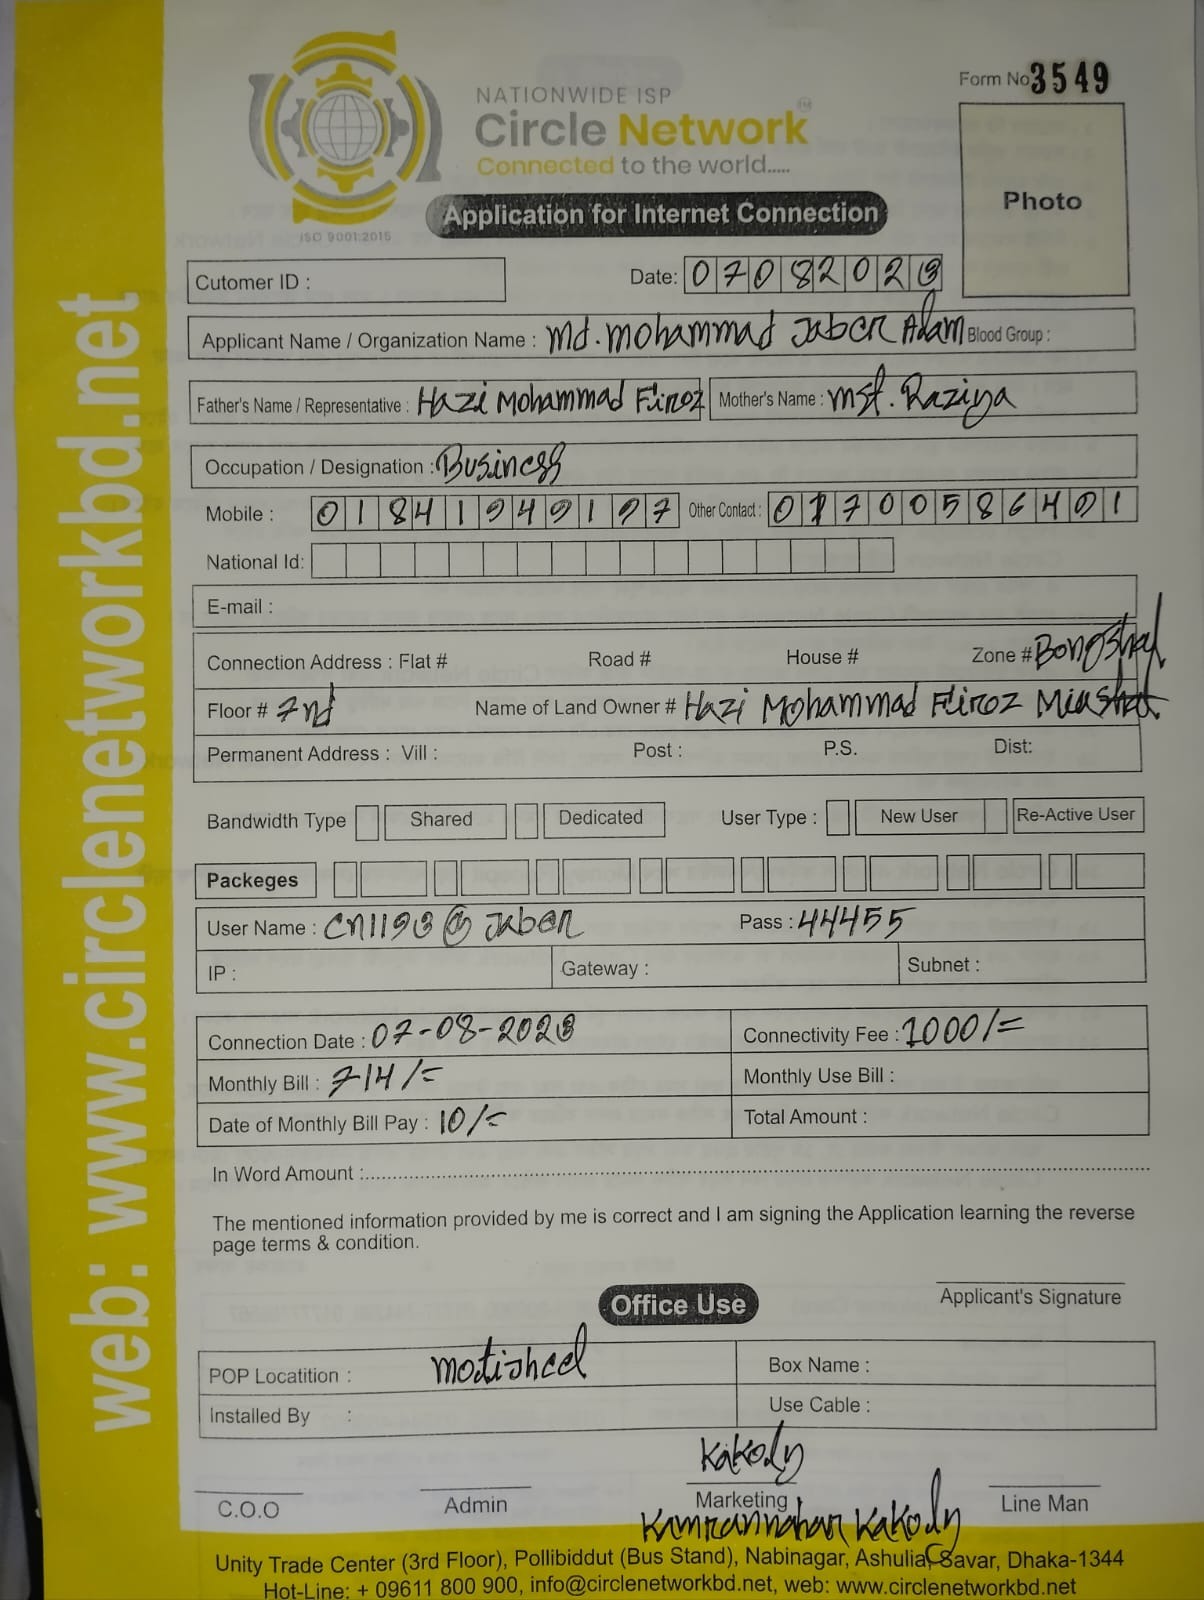 Form No 3549
NATIONWIDE ISP
Circle Network
Connected to the world.....
Photo
Application for Internet Connection
ISO 9001:2015
Cutomer ID :
Date: 07082023
Applicant Name / Organization Name : Md. Mohammad Jaber Adam Blood Group :
Father's Name / Representative : Hazi Mohammad Firoz Mother's Name : Mst. Raziya
Occupation / Designation : Business
Mobile : 01841949197 Other Contact : 01700586401
National Id:
E-mail :
Connection Address : Flat # Road # House # Zone # Bongshal
Floor # 7nd Name of Land Owner # Hazi Mohammad Firoz Mia
Permanent Address : Vill : Post : P.S. Dist:
Bandwidth Type Shared Dedicated User Type : New User Re-Active User
Packeges
User Name : CN1193@Jaber Pass : 44455
IP : Gateway : Subnet :
Connection Date : 07-08-2023 Connectivity Fee : 1000/=
Monthly Bill : 714/= Monthly Use Bill :
Date of Monthly Bill Pay : 10/= Total Amount :
In Word Amount :
The mentioned information provided by me is correct and I am signing the Application learning the reverse
page terms & condition.
Applicant's Signature
Office Use
POP Locatition : Motijheel Box Name :
Installed By : Use Cable :
Kakody
C.O.O Admin Marketing Line Man
Kamrannahar Kakody
Unity Trade Center (3rd Floor), Pollibiddut (Bus Stand), Nabinagar, Ashulia, Savar, Dhaka-1344
Hot-Line: + 09611 800 900, info@circlenetworkbd.net, web: www.circlenetworkbd.net
web: www.circlenetworkbd.net